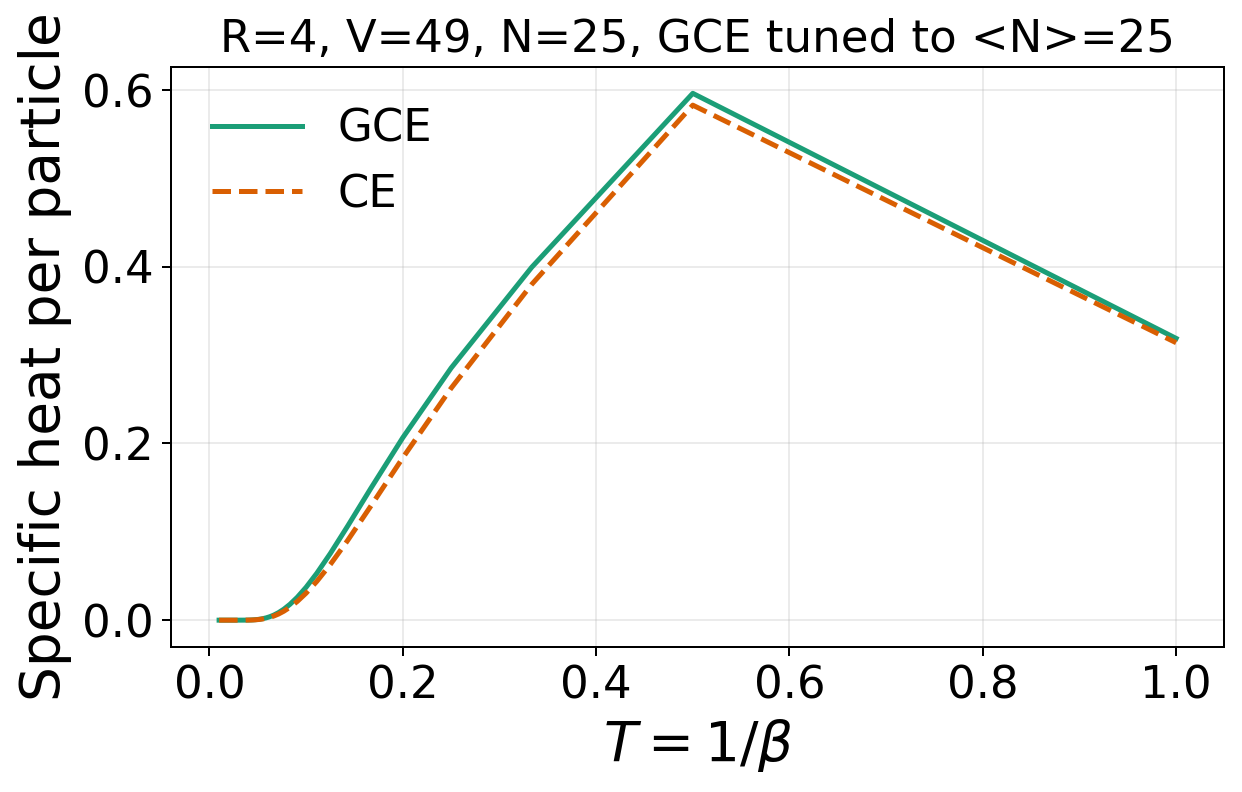 R=4, V=49, N=25, GCE tuned to <N>=25
Specific heat per particle
0.6
0.4
0.2
0.0
GCE
CE
0.0 0.2 0.4 0.6 0.8 1.0
T = 1/β